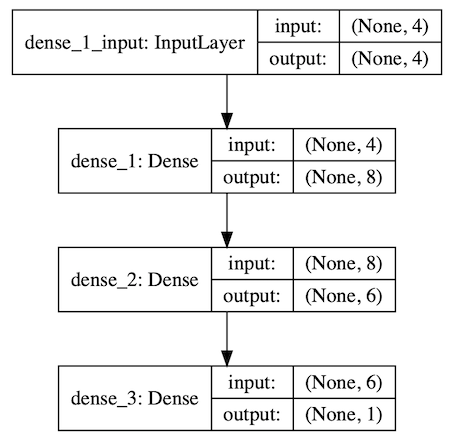 dense_1_input: InputLayer
input: (None, 4)
output: (None, 4)
dense_1: Dense
input: (None, 4)
output: (None, 8)
dense_2: Dense
input: (None, 8)
output: (None, 6)
dense_3: Dense
input: (None, 6)
output: (None, 1)